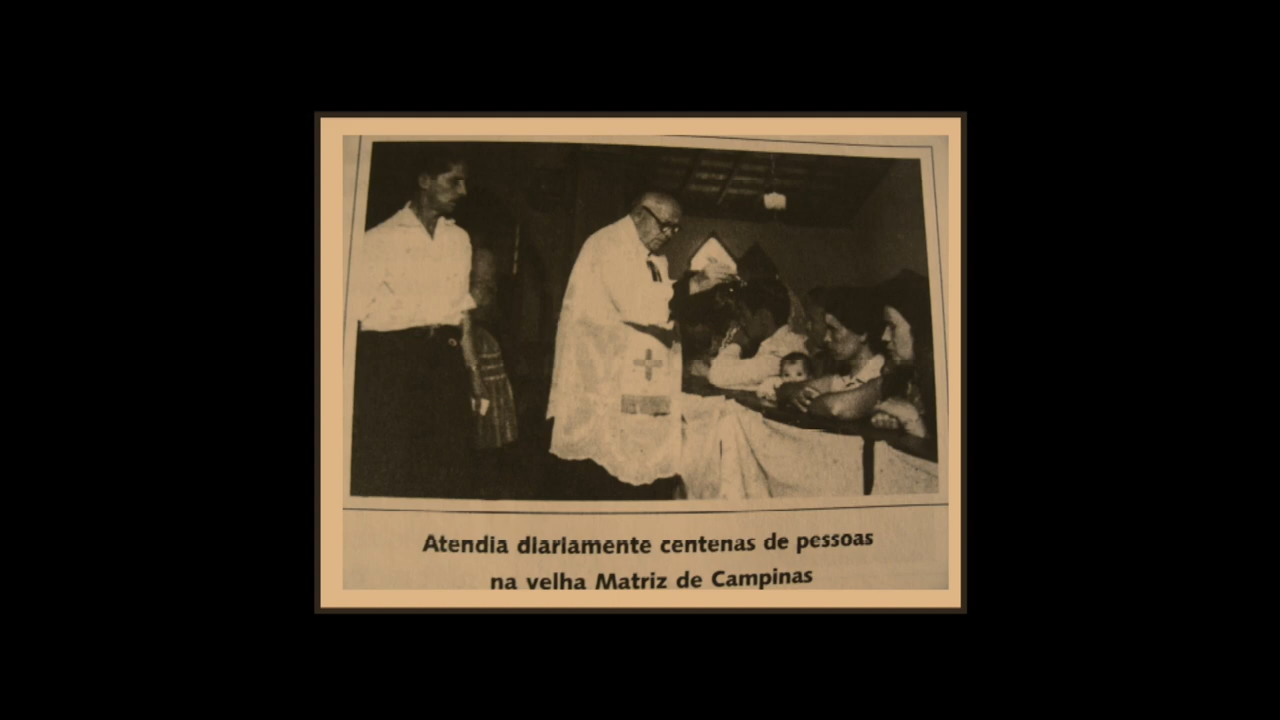 Atendia diariamente centenas de pessoas
na velha Matriz de Campinas